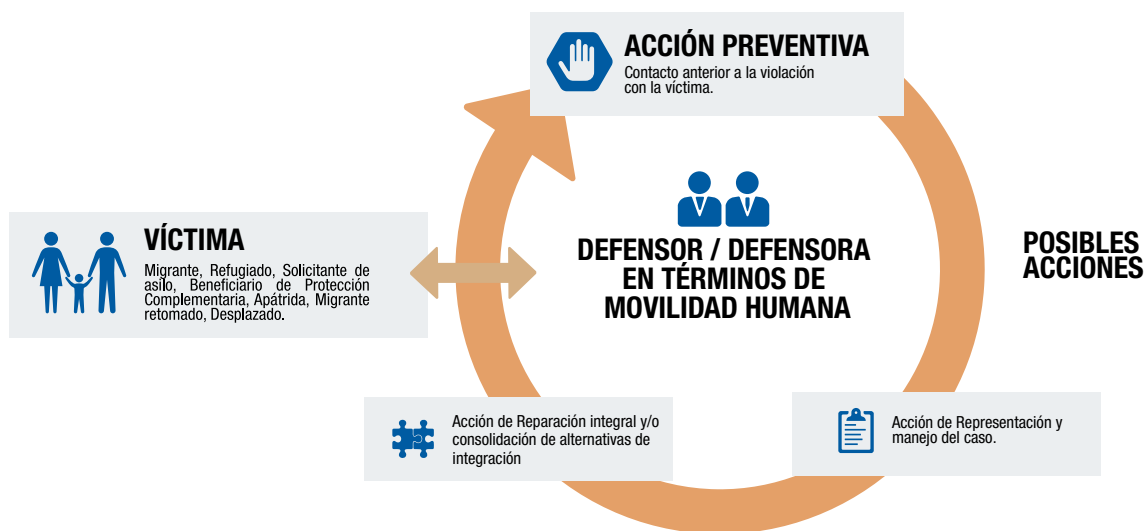 ACCIÓN PREVENTIVA
Contacto anterior a la violación
con la víctima.
VÍCTIMA
Migrante, Refugiado, Solicitante de
asilo, Beneficiario de Protección
Complementaria, Apátrida, Migrante
retomado, Desplazado.
DEFENSOR / DEFENSORA
EN TÉRMINOS DE
MOVILIDAD HUMANA
POSIBLES
ACCIONES
Acción de Reparación integral y/o
consolidación de alternativas de
integración
Acción de Representación y
manejo del caso.